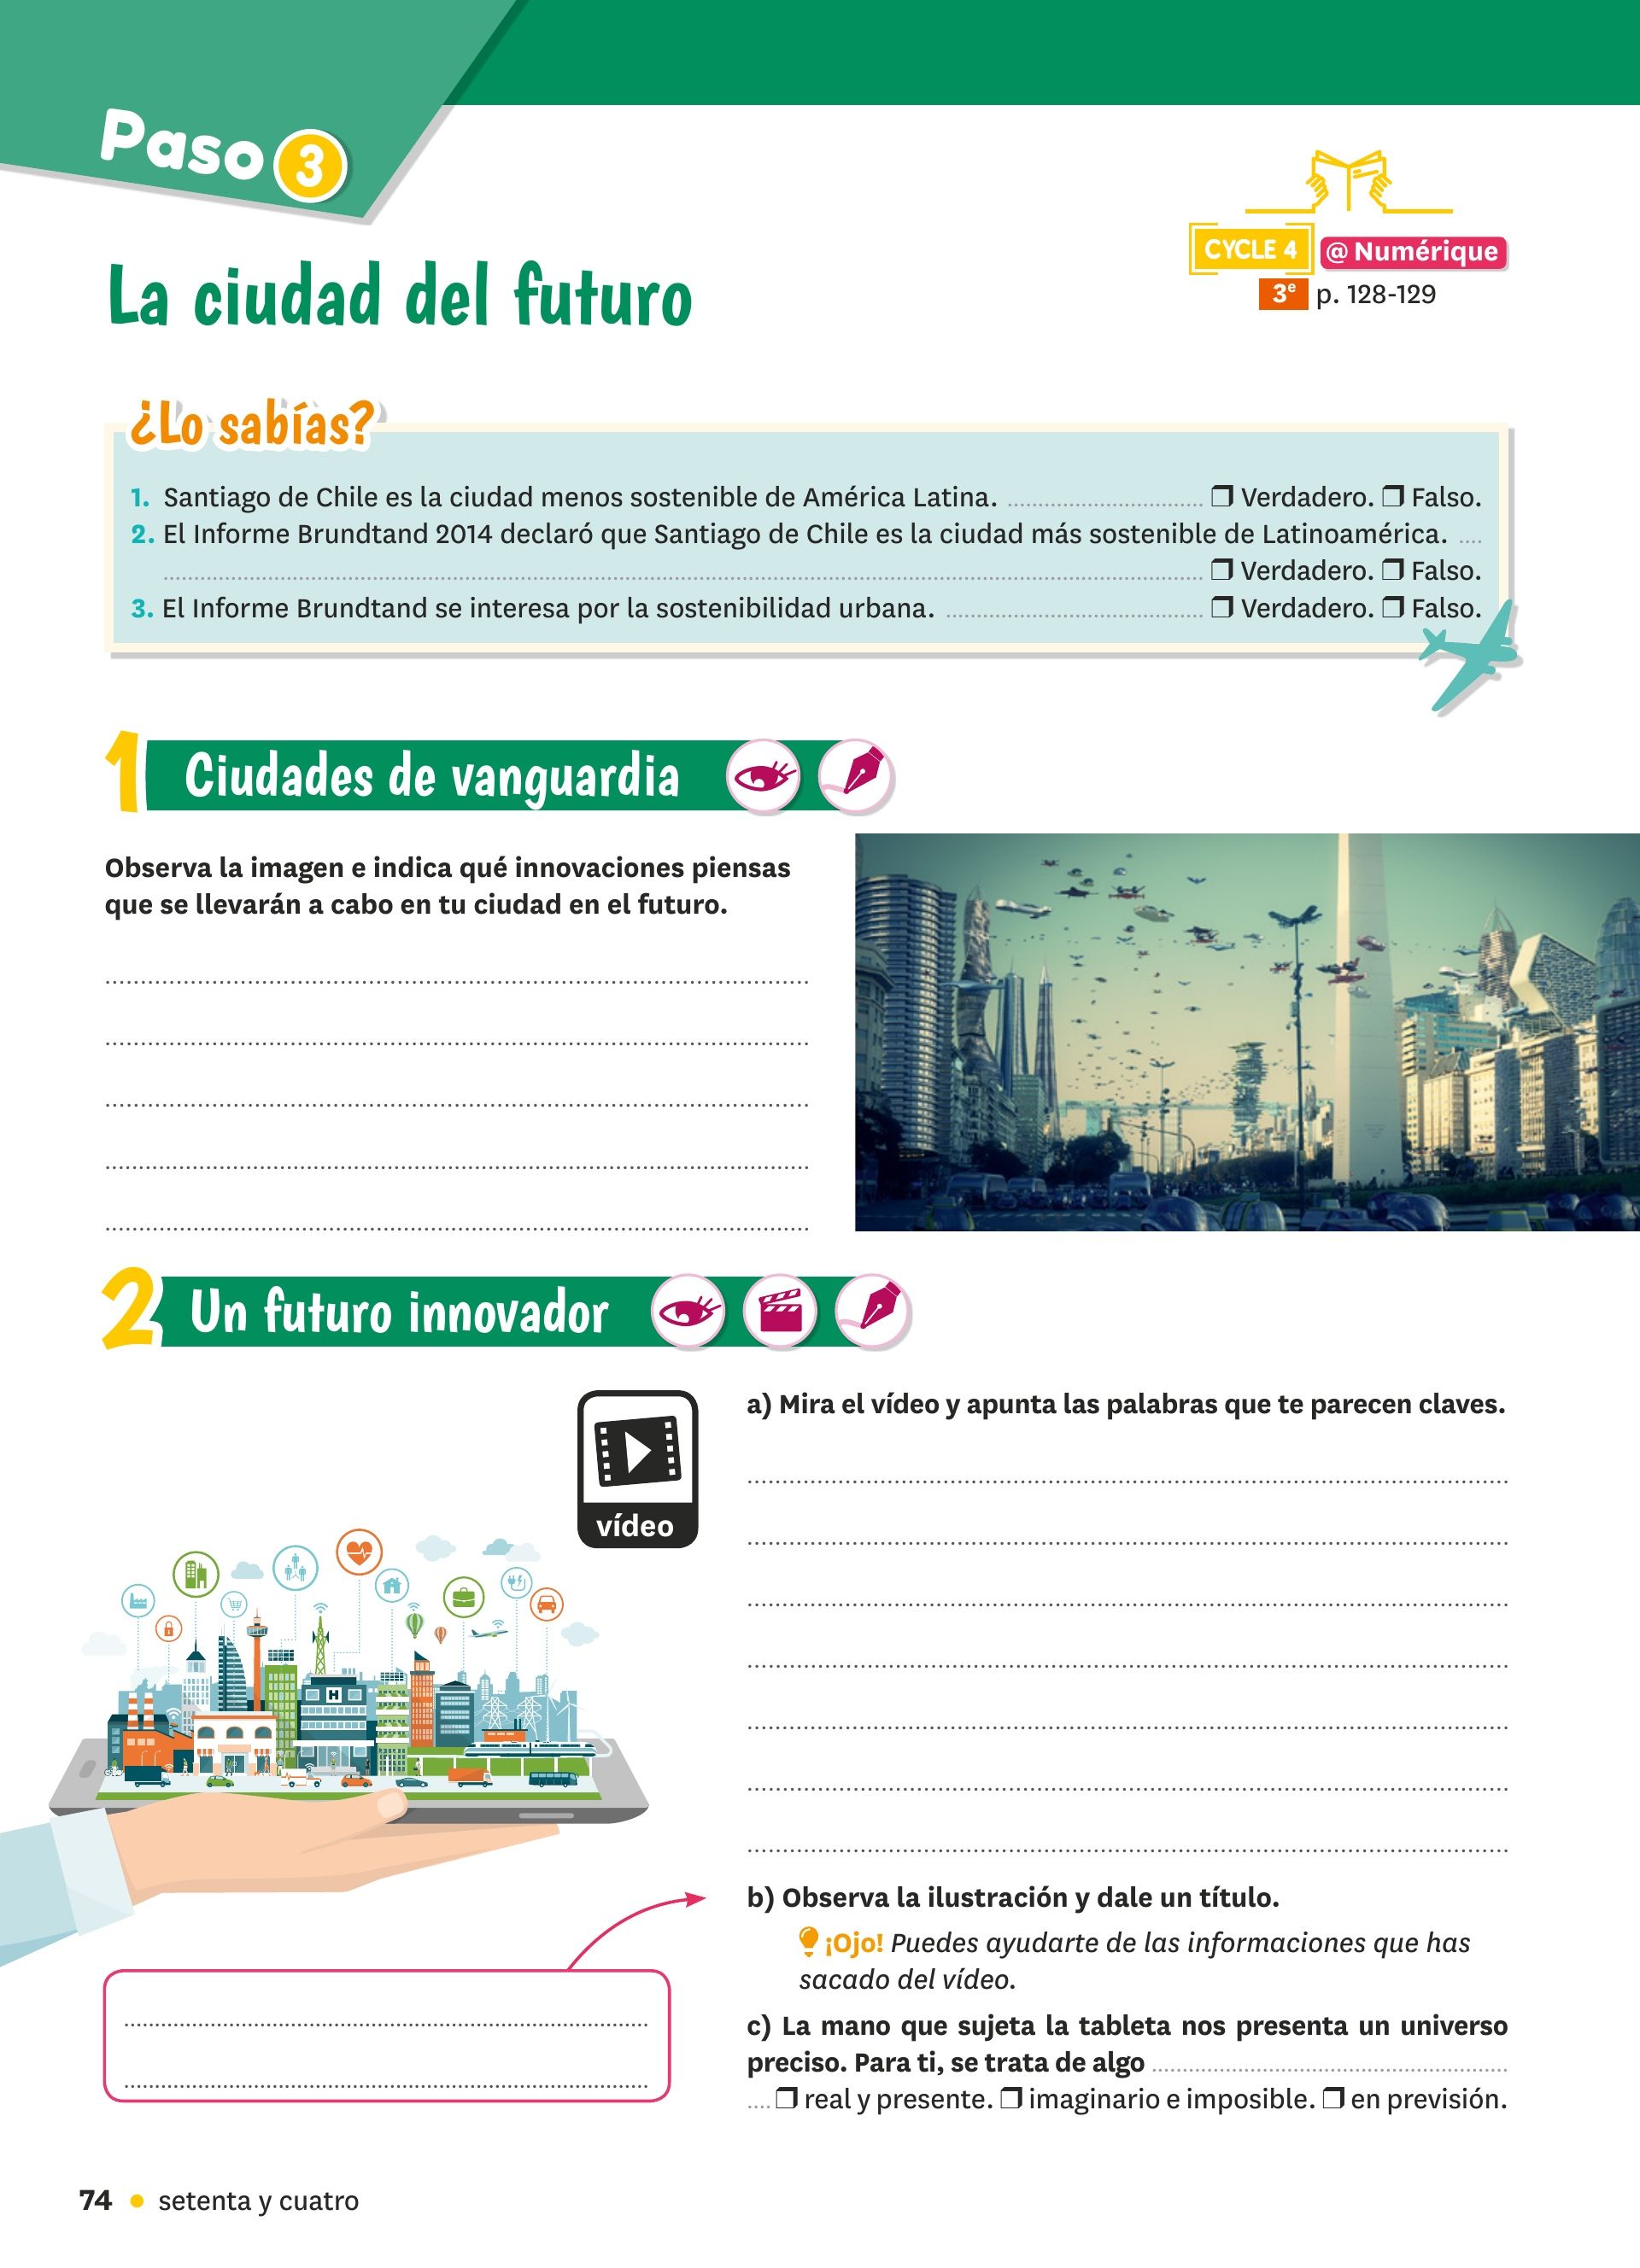 Paso 3
CYCLE 4 @ Numérique
3e p. 128-129
La ciudad del futuro
¿Lo sabías?
1. Santiago de Chile es la ciudad menos sostenible de América Latina. ❒ Verdadero. ❒ Falso.
2. El Informe Brundtand 2014 declaró que Santiago de Chile es la ciudad más sostenible de Latinoamérica.
❒ Verdadero. ❒ Falso.
3. El Informe Brundtand se interesa por la sostenibilidad urbana. ❒ Verdadero. ❒ Falso.
1 Ciudades de vanguardia
Observa la imagen e indica qué innovaciones piensas
que se llevarán a cabo en tu ciudad en el futuro.
2 Un futuro innovador
vídeo
H
a) Mira el vídeo y apunta las palabras que te parecen claves.
b) Observa la ilustración y dale un título.
¡Ojo! Puedes ayudarte de las informaciones que has
sacado del vídeo.
c) La mano que sujeta la tableta nos presenta un universo
preciso. Para ti, se trata de algo
❒ real y presente. ❒ imaginario e imposible. ❒ en previsión.
74 • setenta y cuatro